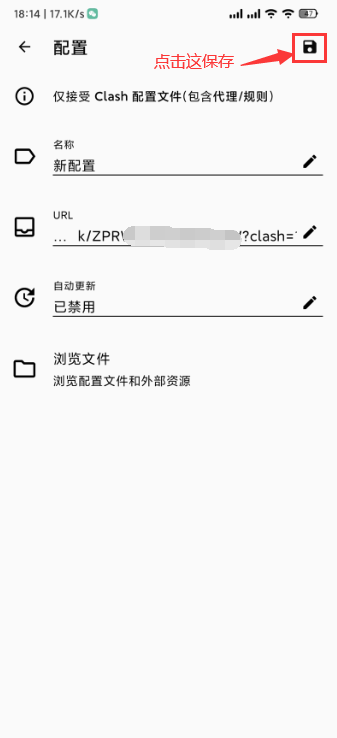 18:14 | 17.1K/s
配置
点击这保存
仅接受 Clash 配置文件(包含代理/规则)
名称
新配置
URL
... k/ZPR /?clash=
自动更新
已禁用
浏览文件
浏览配置文件和外部资源